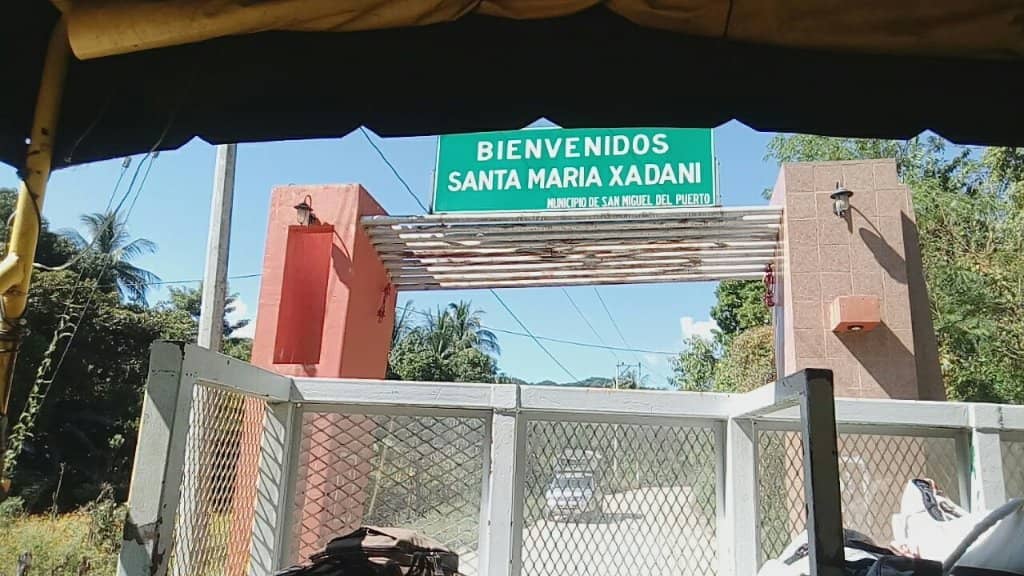 BIENVENIDOS
SANTA MARIA XADANI
MUNICIPIO DE SAN MIGUEL DEL PUERTO